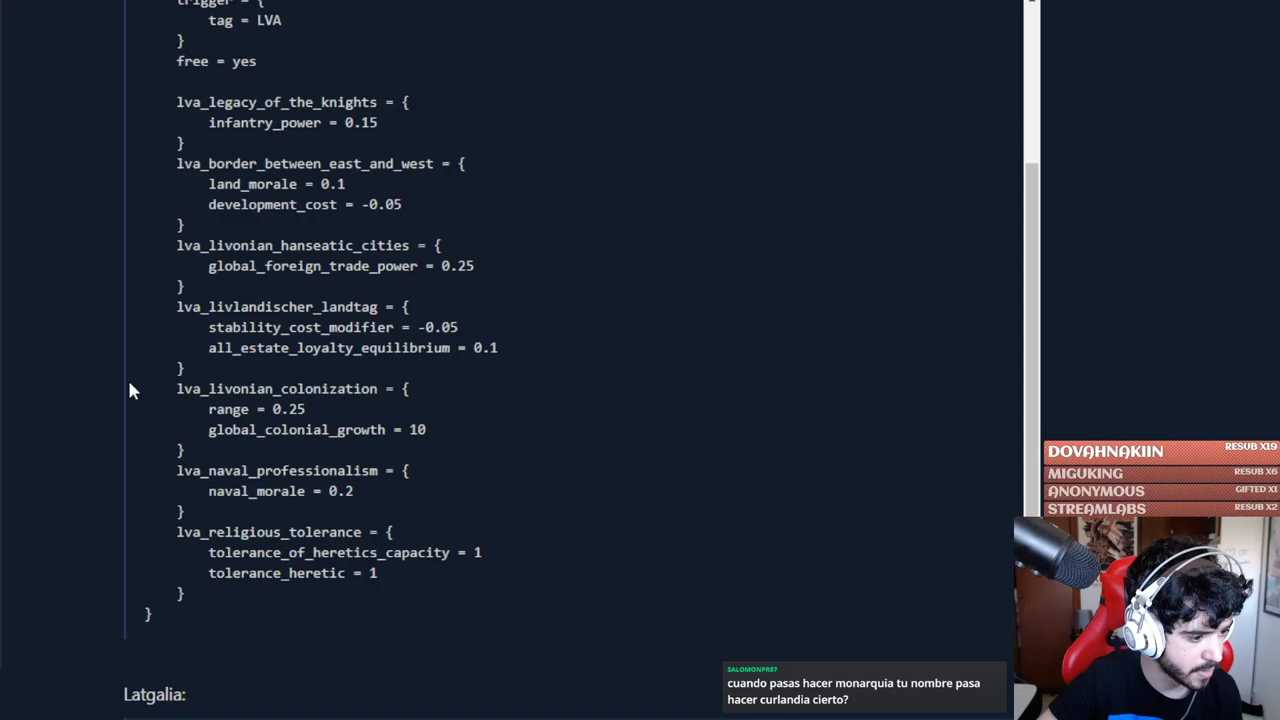 trigger = {
tag = LVA
}
free = yes
lva_legacy_of_the_knights = {
infantry_power = 0.15
}
lva_border_between_east_and_west = {
land_morale = 0.1
development_cost = -0.05
}
lva_livonian_hanseatic_cities = {
global_foreign_trade_power = 0.25
}
lva_livlandischer_landtag = {
stability_cost_modifier = -0.05
all_estate_loyalty_equilibrium = 0.1
}
lva_livonian_colonization = {
range = 0.25
global_colonial_growth = 10
}
lva_naval_professionalism = {
naval_morale = 0.2
}
lva_religious_tolerance = {
tolerance_of_heretics_capacity = 1
tolerance_heretic = 1
}
}
Latgalia:
DOVAHNAKIIN RESUB X19
MIGUKING RESUB X6
ANONYMOUS GIFTED X1
STREAMLABS RESUB X2
SALOMONPR97
cuando pasas hacer monarquia tu nombre pasa
hacer curlandia cierto?